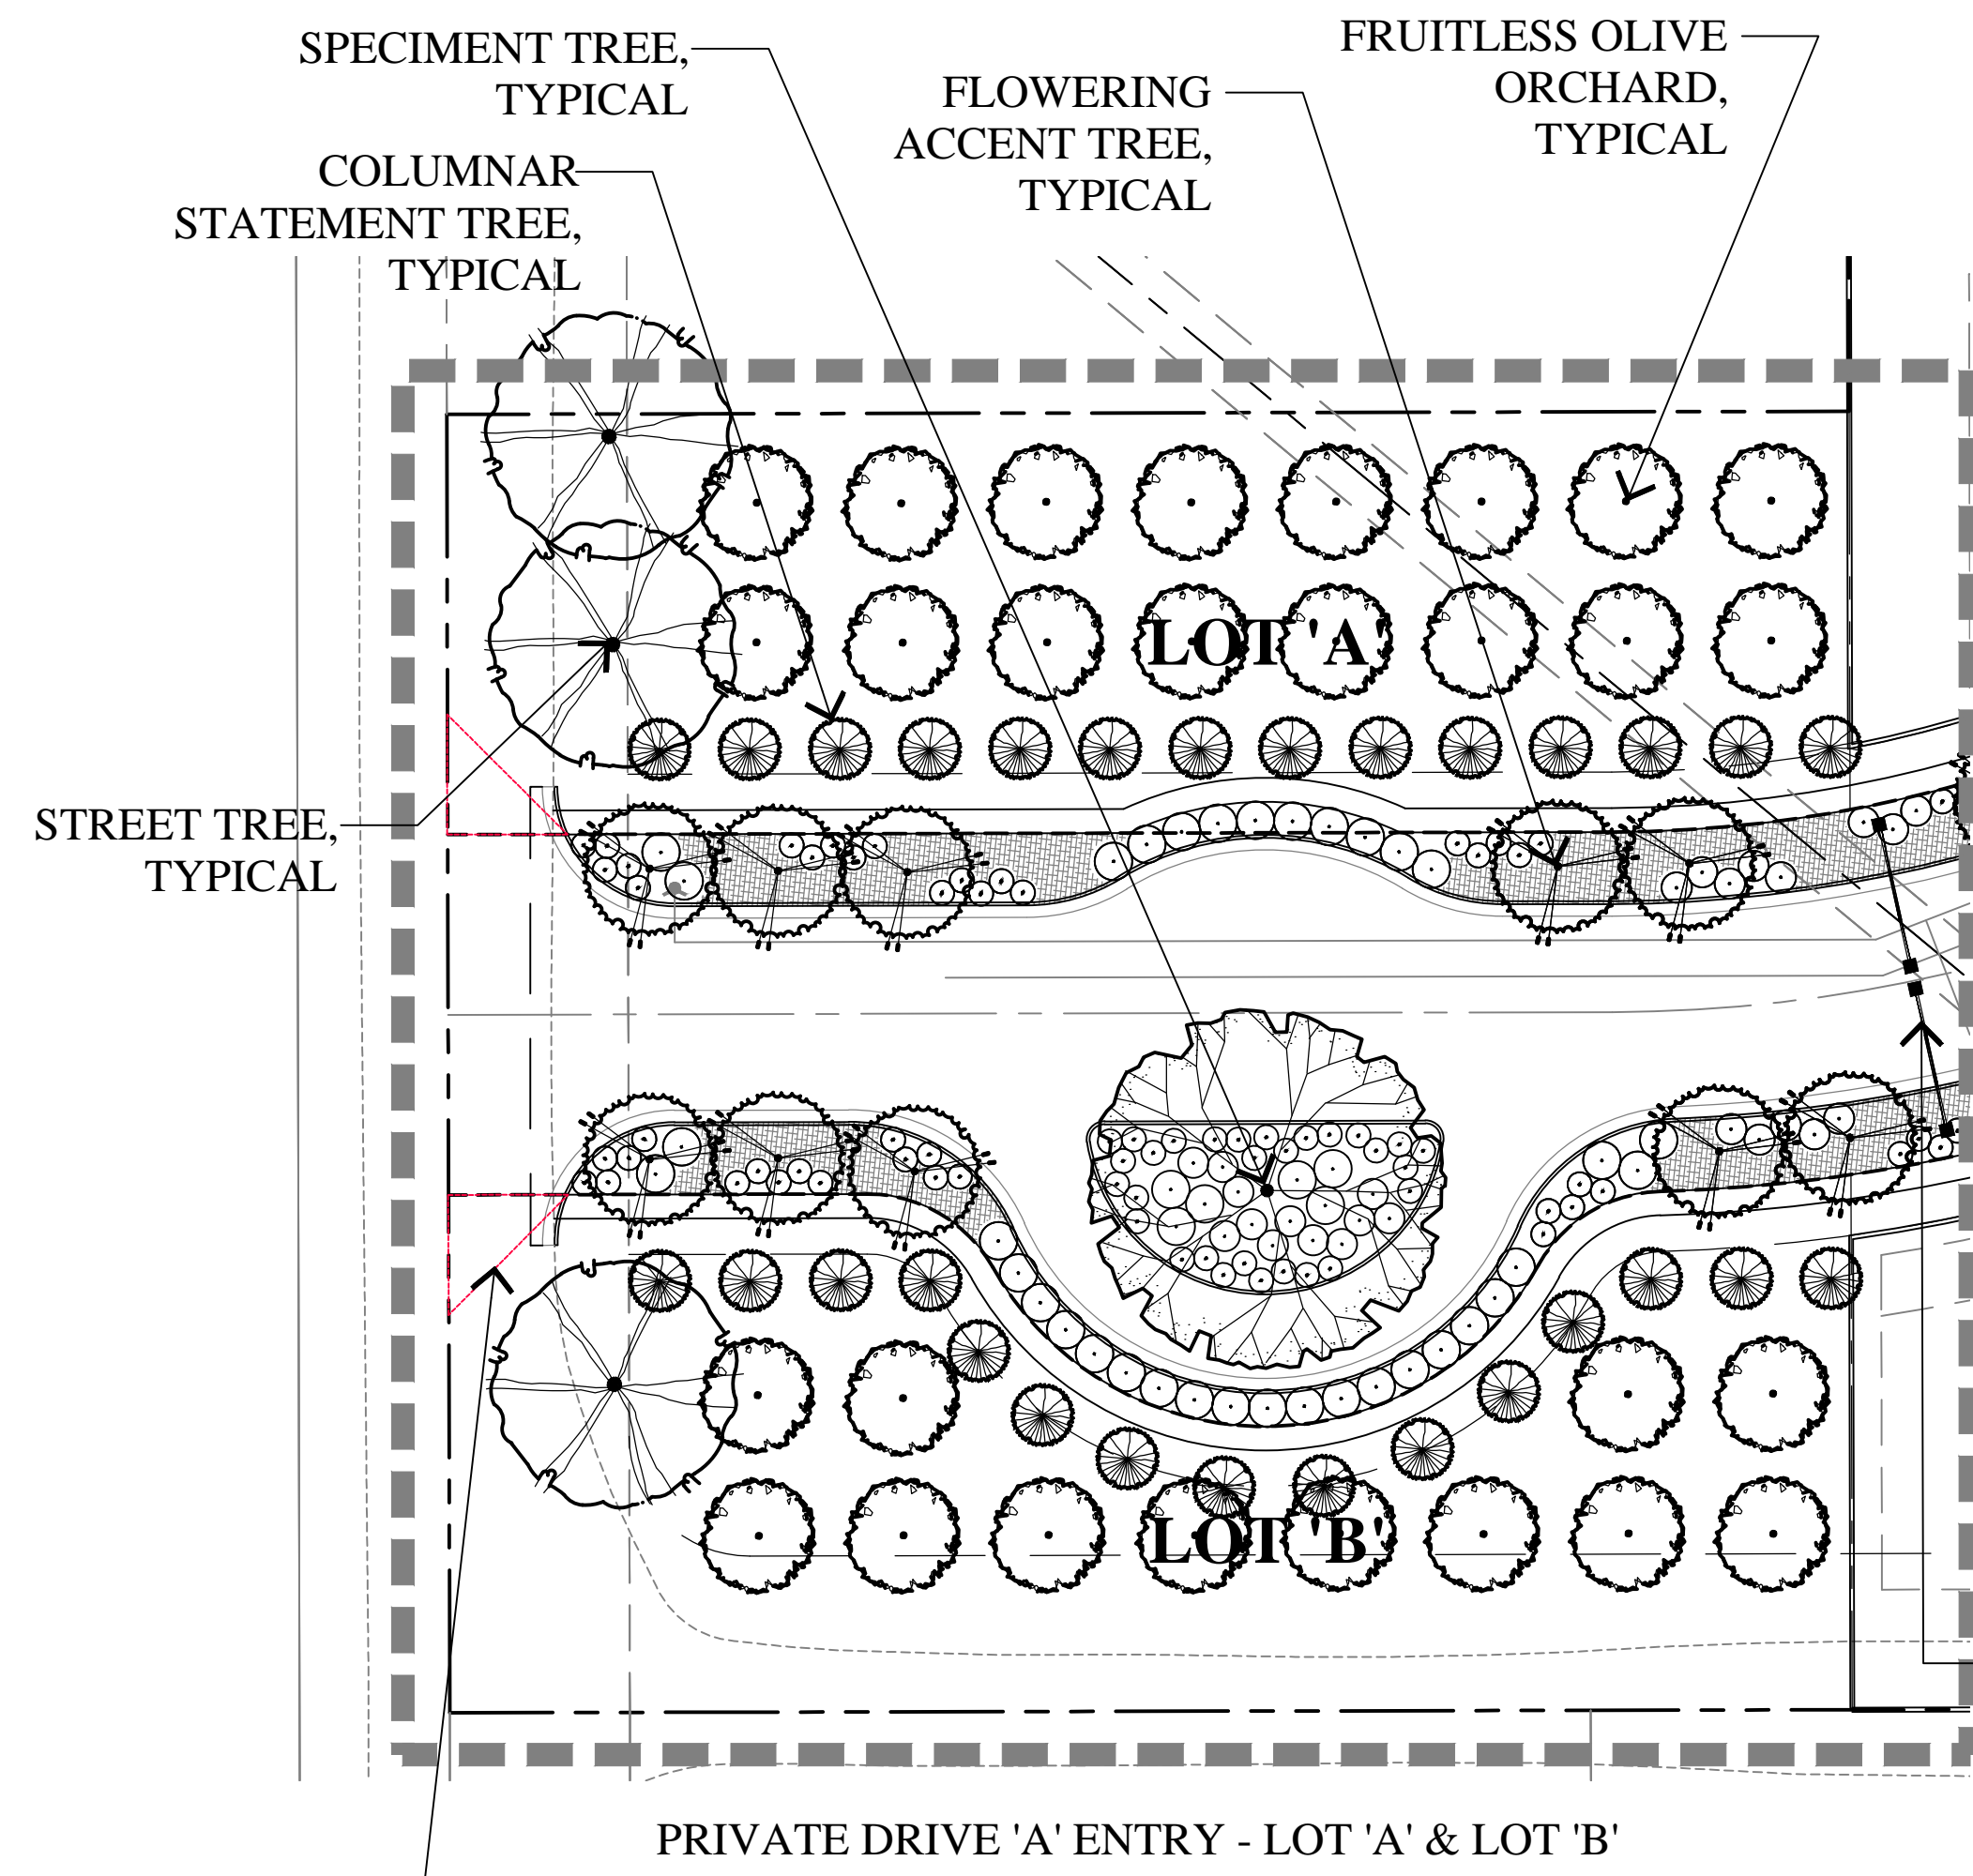 SPECIMENT TREE,
TYPICAL
COLUMNAR
STATEMENT TREE,
TYPICAL
FLOWERING
ACCENT TREE,
TYPICAL
FRUITLESS OLIVE
ORCHARD,
TYPICAL
LOT 'A'
STREET TREE,
TYPICAL
LOT 'B'
PRIVATE DRIVE 'A' ENTRY - LOT 'A' & LOT 'B'